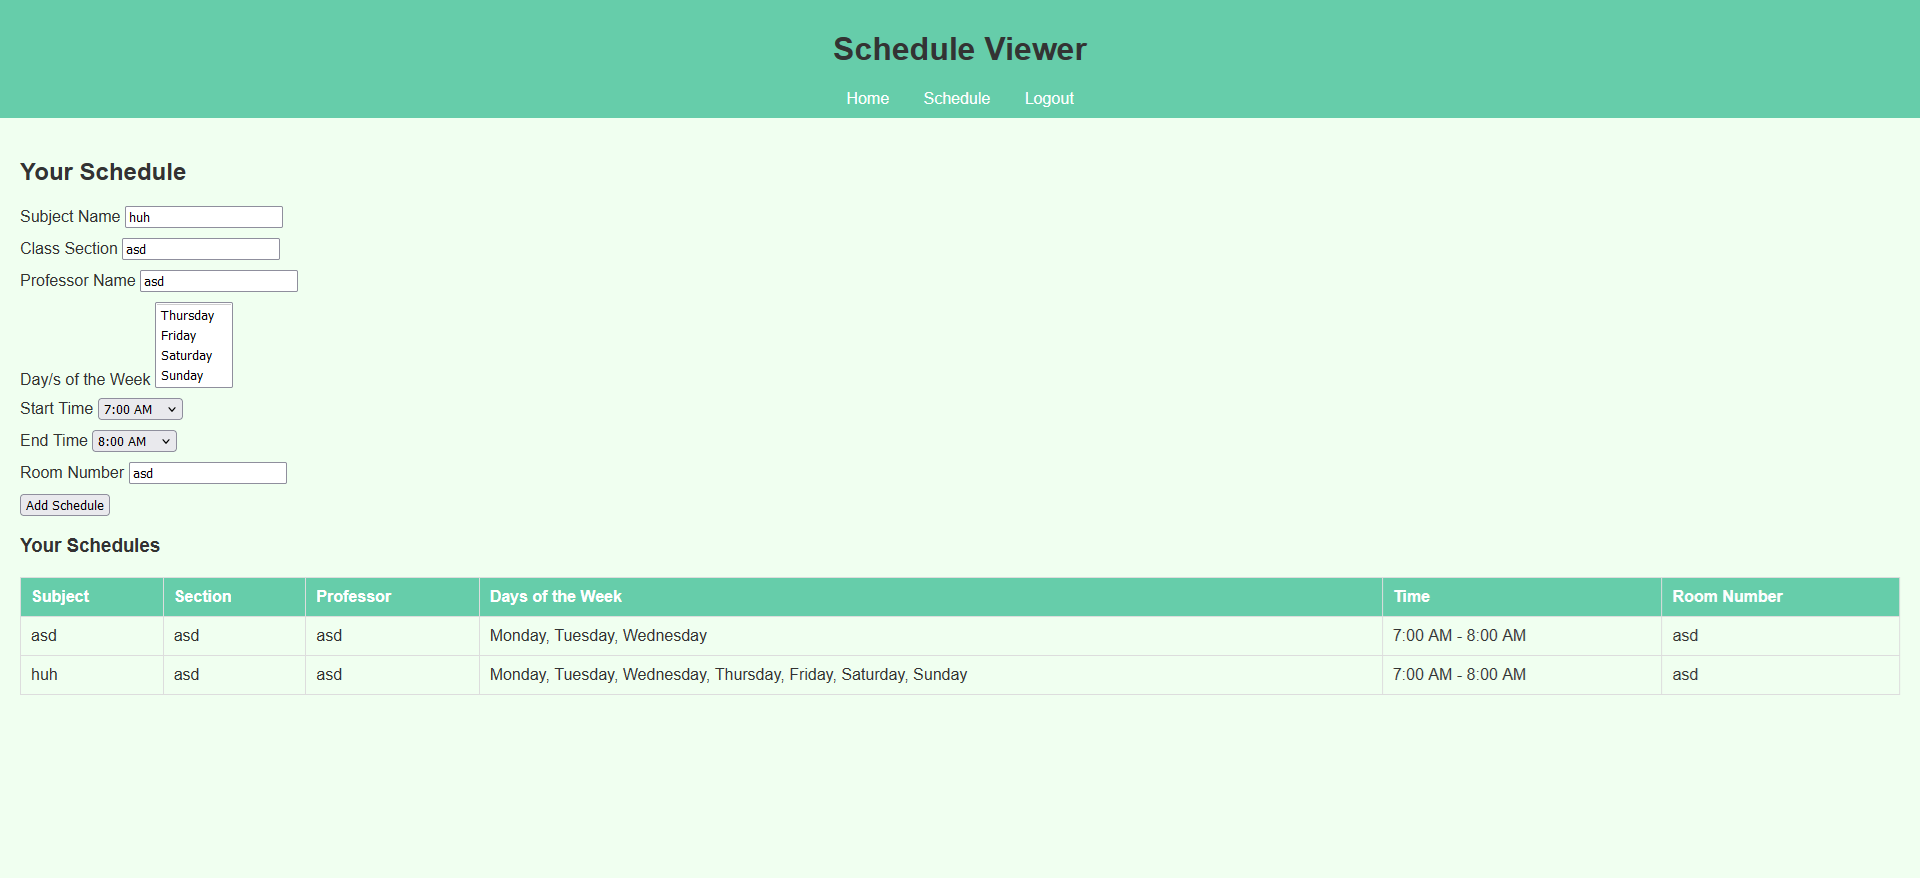 Schedule Viewer
Home Schedule Logout
Your Schedule
Subject Name huh
Class Section asd
Professor Name asd
Thursday
Friday
Saturday
Sunday
Day/s of the Week
Start Time 7:00 AM
End Time 8:00 AM
Room Number asd
Add Schedule
Your Schedules
Subject Section Professor Days of the Week Time Room Number
asd asd asd Monday, Tuesday, Wednesday 7:00 AM - 8:00 AM asd
huh asd asd Monday, Tuesday, Wednesday, Thursday, Friday, Saturday, Sunday 7:00 AM - 8:00 AM asd